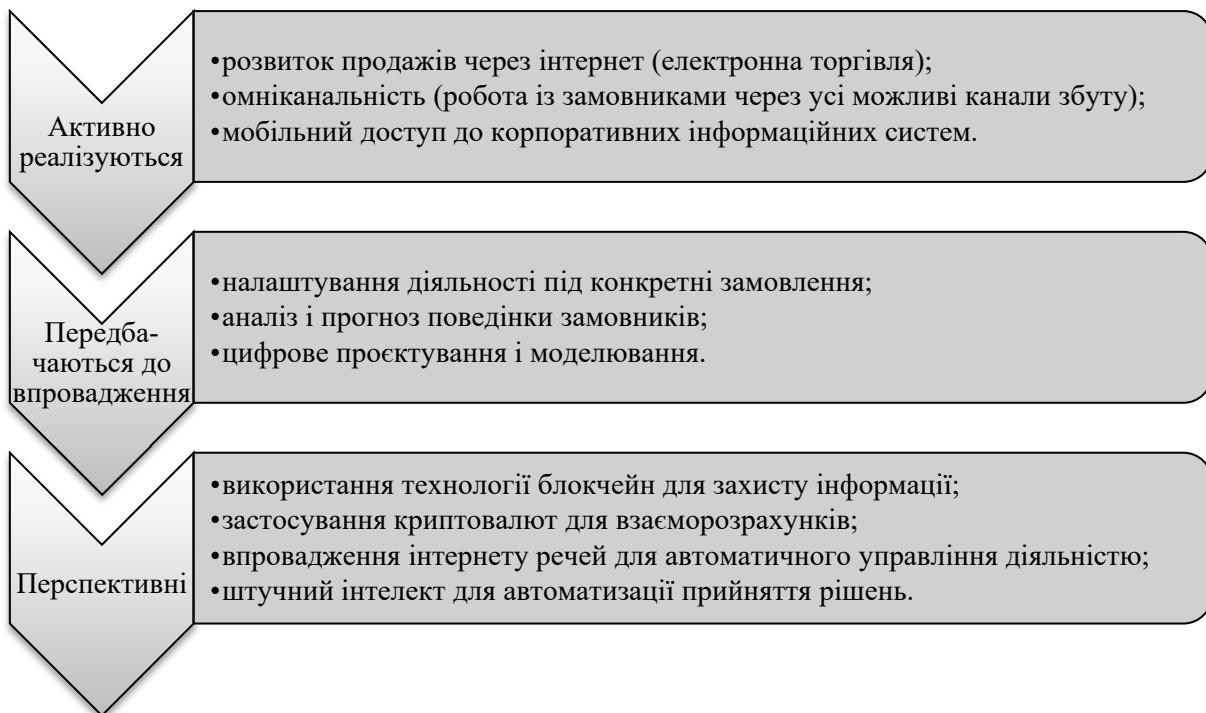 Активно
реалізуються
•розвиток продажів через інтернет (електронна торгівля);
•омніканальність (робота із замовниками через усі можливі канали збуту);
•мобільний доступ до корпоративних інформаційних систем.
Передба-
чаються до
впровадження
•налаштування діяльності під конкретні замовлення;
•аналіз і прогноз поведінки замовників;
•цифрове проєктування і моделювання.
Перспективні
•використання технології блокчейн для захисту інформації;
•застосування криптовалют для взаєморозрахунків;
•впровадження інтернету речей для автоматичного управління діяльністю;
•штучний інтелект для автоматизації прийняття рішень.